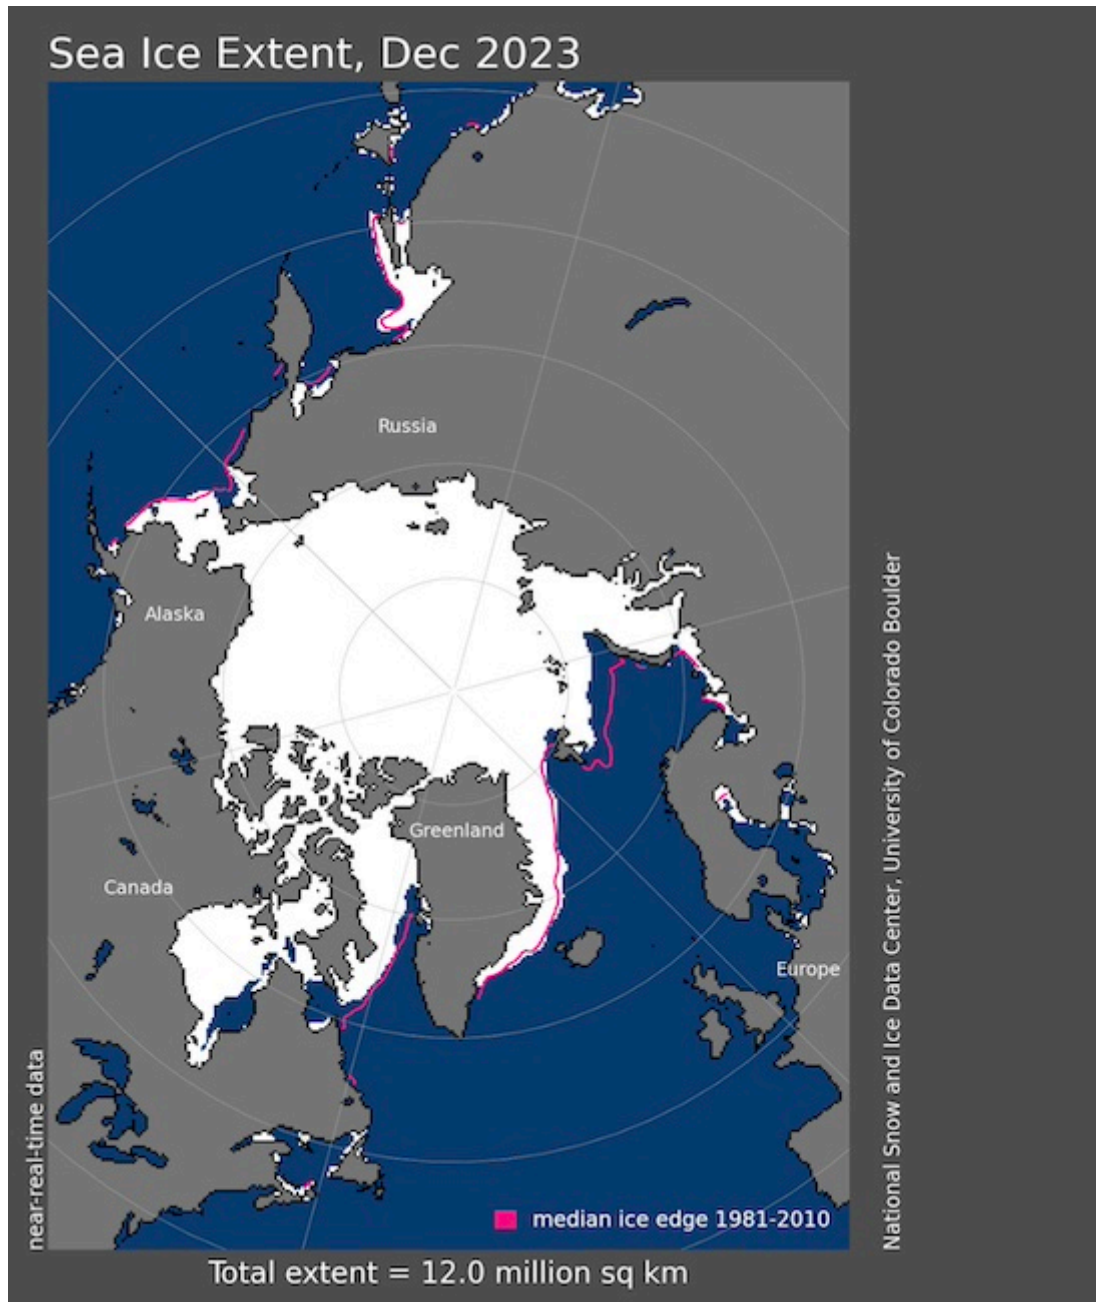 Sea Ice Extent, Dec 2023
Russia
Alaska
Greenland
Canada
Europe
near-real-time data
National Snow and Ice Data Center, University of Colorado Boulder
median ice edge 1981-2010
Total extent = 12.0 million sq km